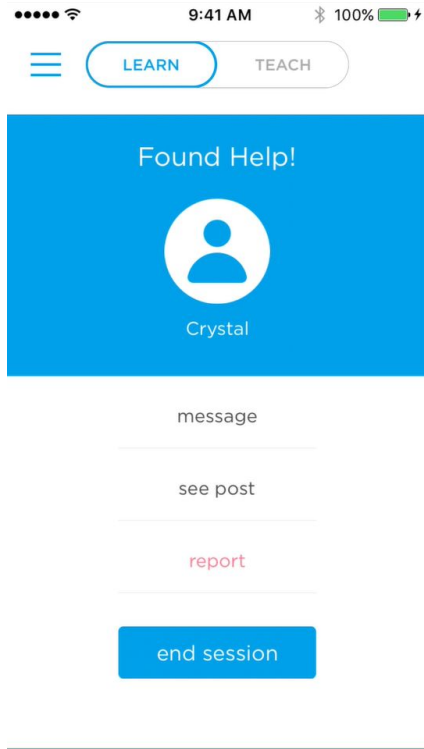 9:41 AM 100%
LEARN TEACH
Found Help!
Crystal
message
see post
report
end session